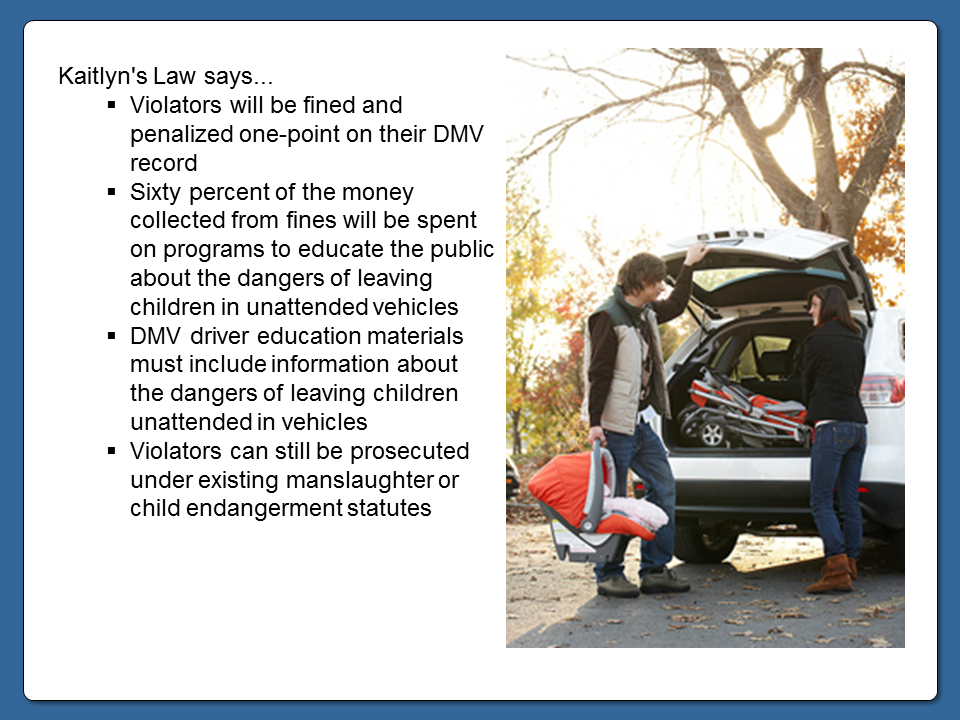 Kaitlyn's Law says...
▪ Violators will be fined and
penalized one-point on their DMV
record
▪ Sixty percent of the money
collected from fines will be spent
on programs to educate the public
about the dangers of leaving
children in unattended vehicles
▪ DMV driver education materials
must include information about
the dangers of leaving children
unattended in vehicles
▪ Violators can still be prosecuted
under existing manslaughter or
child endangerment statutes